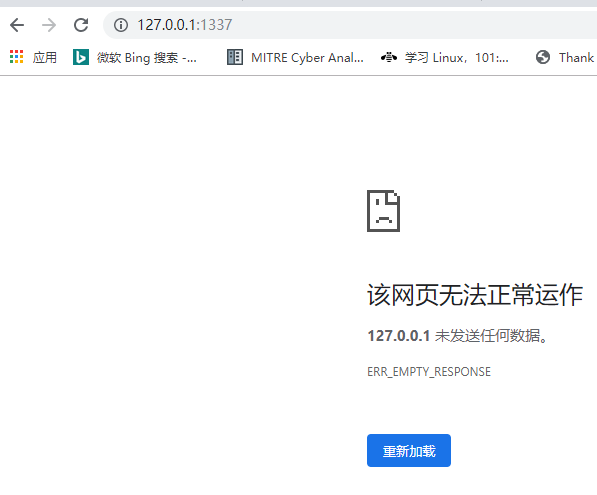 127.0.0.1:1337
应用 微软 Bing 搜索 -... MITRE Cyber Anal... 学习 Linux，101:... Thank
该网页无法正常运作
127.0.0.1 未发送任何数据。
ERR_EMPTY_RESPONSE
重新加载